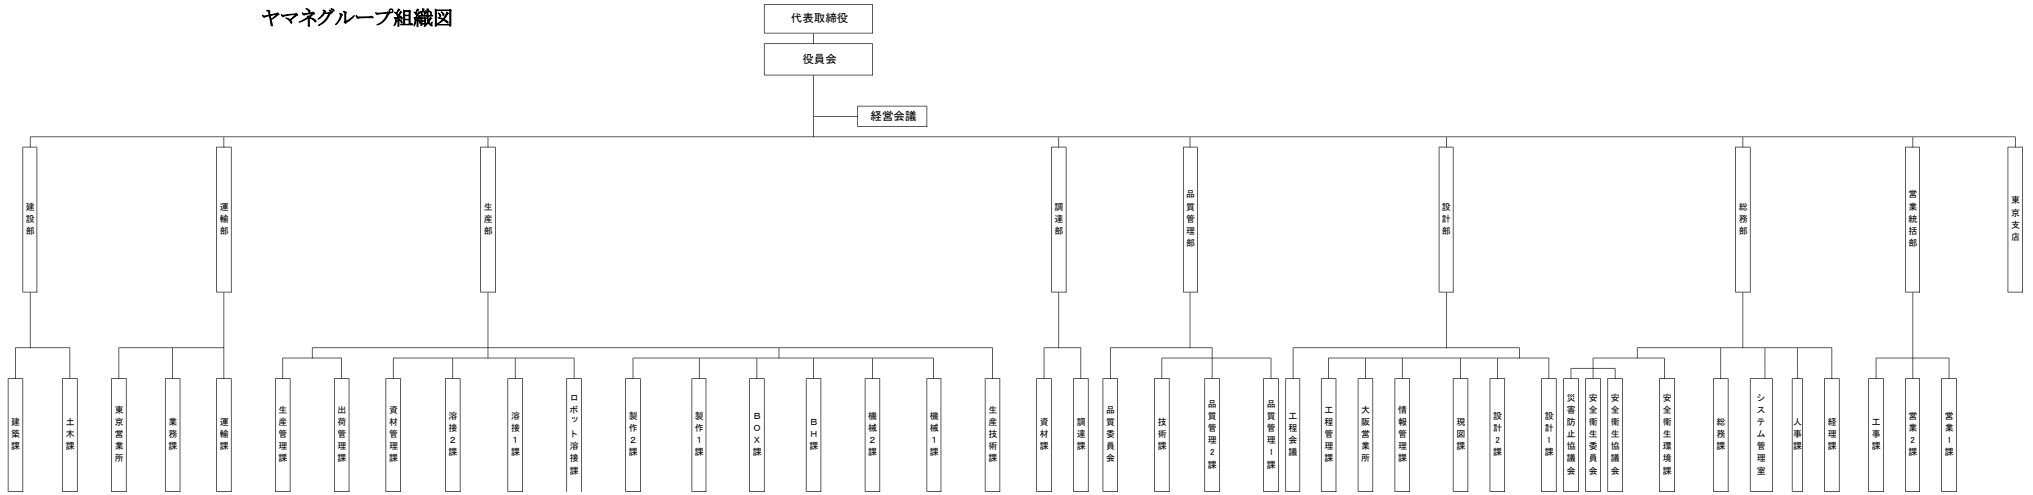 ヤマネグループ組織図
代表取締役
役員会
経営会議
建設部
運輸部
生産部
調達部
品質管理部
設計部
総務部
営業統括部
東京支店
建築課
土木課
東京営業所
業務課
運輸課
生産管理課
出荷管理課
資材管理課
溶接2課
溶接1課
ロボット溶接課
製作2課
製作1課
BOX課
BH課
機械2課
機械1課
生産技術課
資材課
調達課
品質委員会
技術課
品質管理2課
品質管理1課
工程会議
工程管理課
大阪営業所
情報管理課
現図課
設計2課
設計1課
災害防止協議会
安全衛生委員会
安全衛生協議会
安全衛生環境課
総務課
システム管理室
人事課
経理課
工事課
営業2課
営業1課